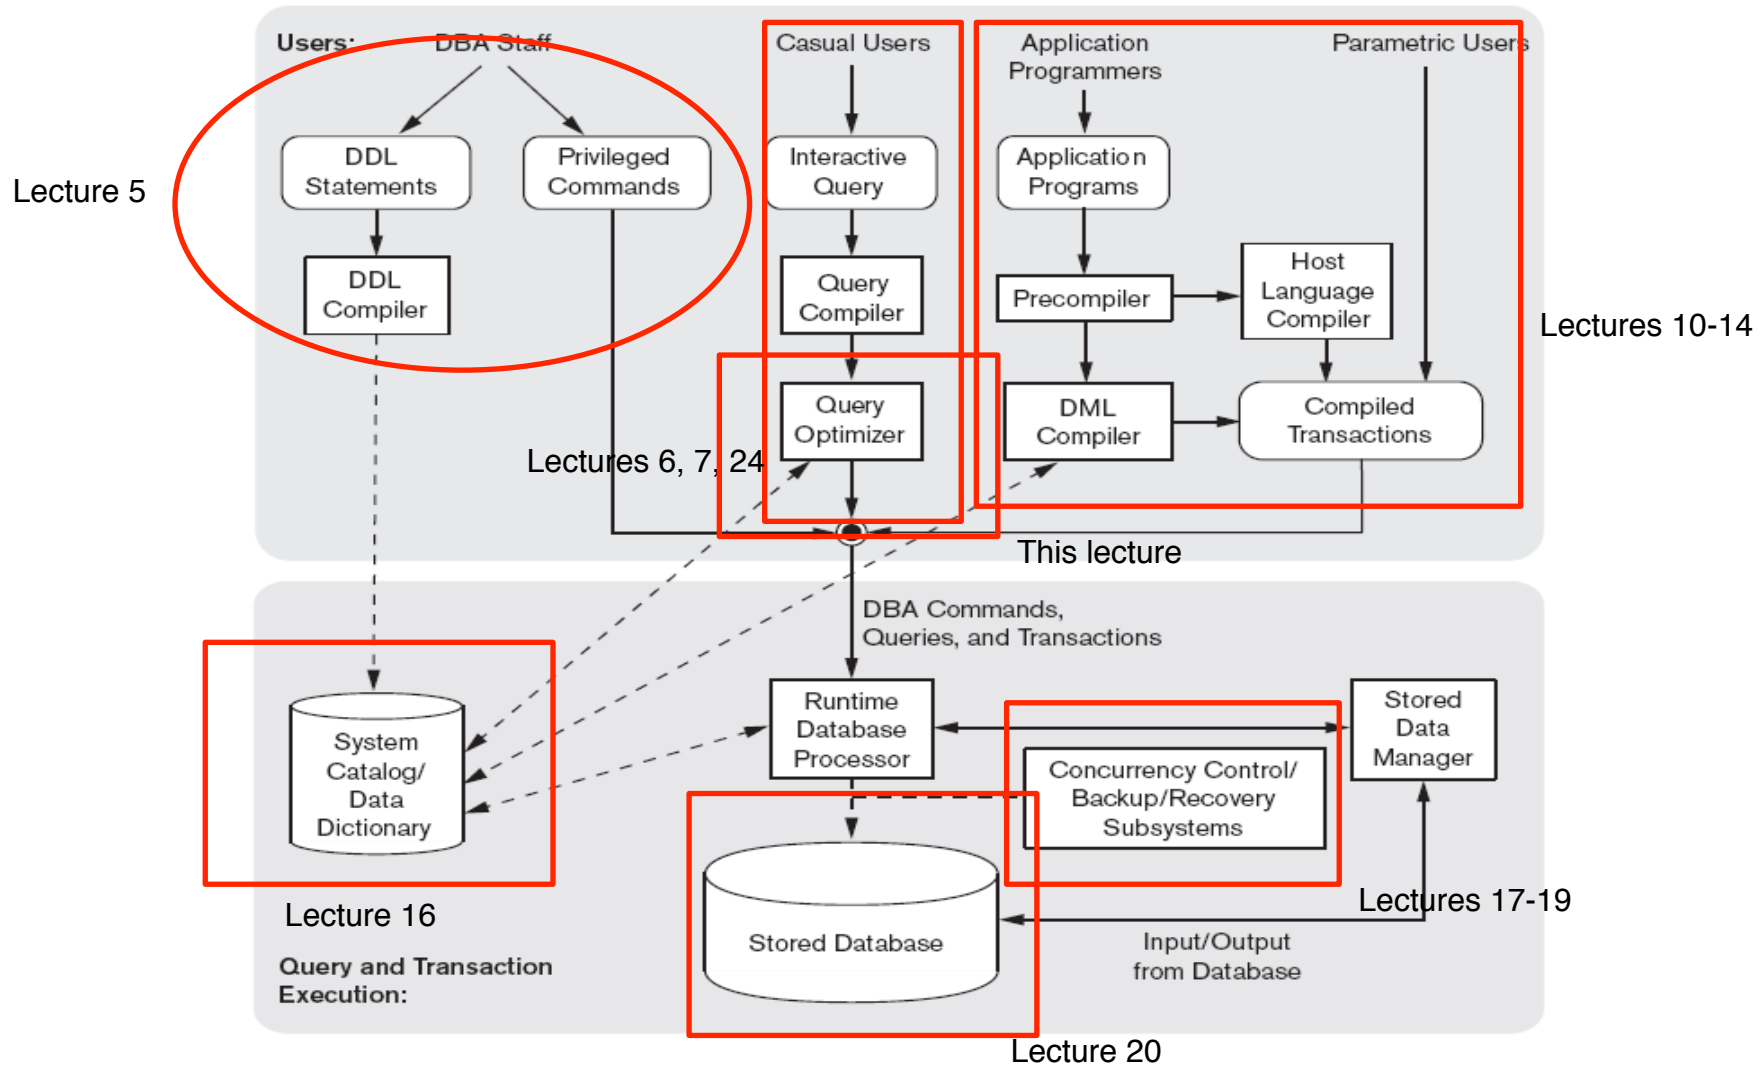 Users:
DBA Staff
Casual Users
Application
Programmers
Parametric Users
DDL
Statements
Privileged
Commands
Interactive
Query
Application
Programs
Lecture 5
DDL
Compiler
Query
Compiler
Precompiler
Host
Language
Compiler
Lectures 10-14
Query
Optimizer
DML
Compiler
Compiled
Transactions
Lectures 6, 7, 24
This lecture
DBA Commands,
Queries, and Transactions
System
Catalog/
Data
Dictionary
Runtime
Database
Processor
Concurrency Control/
Backup/Recovery
Subsystems
Stored
Data
Manager
Lecture 16
Lectures 17-19
Stored Database
Input/Output
from Database
Query and Transaction
Execution:
Lecture 20